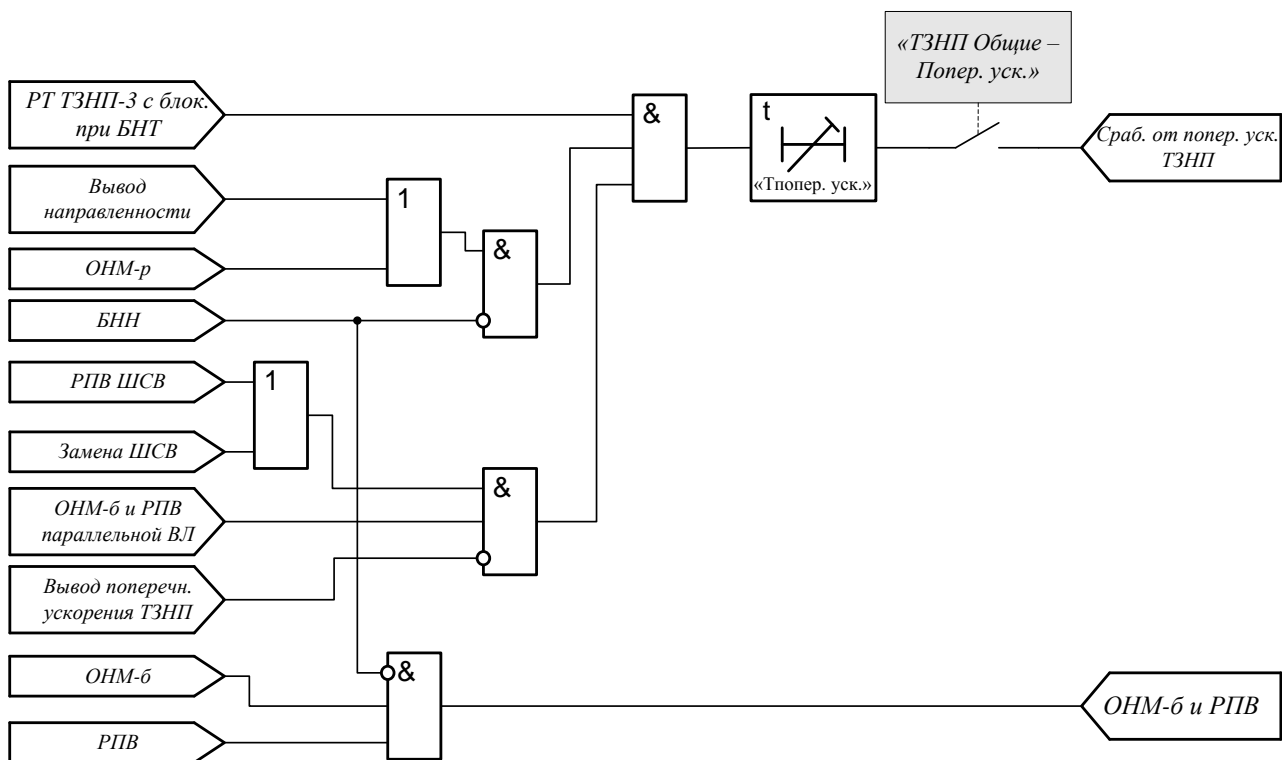 «ТЗНП Общие –
Попер. уск.»
РТ ТЗНП-3 с блок.
при БНТ
&
t
«Тпопер. уск.»
Сраб. от попер. уск.
ТЗНП
Вывод
направленности
1
ОНМ-р
&
БНН
РПВ ШСВ
1
Замена ШСВ
ОНМ-б и РПВ
параллельной ВЛ
&
Вывод поперечн.
ускорения ТЗНП
ОНМ-б
&
ОНМ-б и РПВ
РПВ